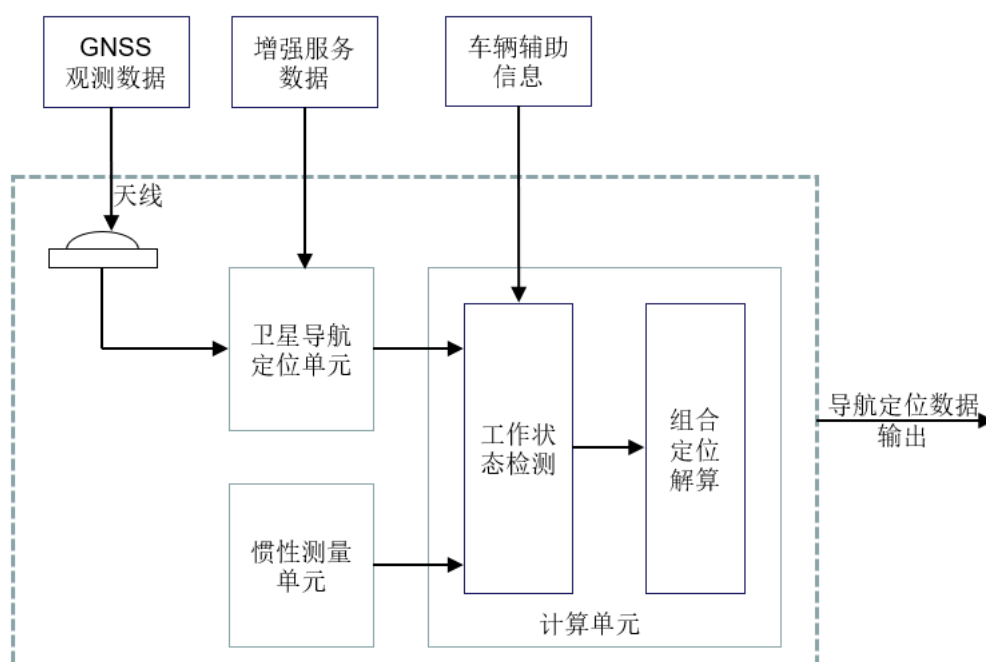 GNSS
观测数据
增强服务
数据
车辆辅助
信息
天线
卫星导航
定位单元
工作状
态检测
组合
定位
解算
导航定位数据
输出
惯性测量
单元
计算单元